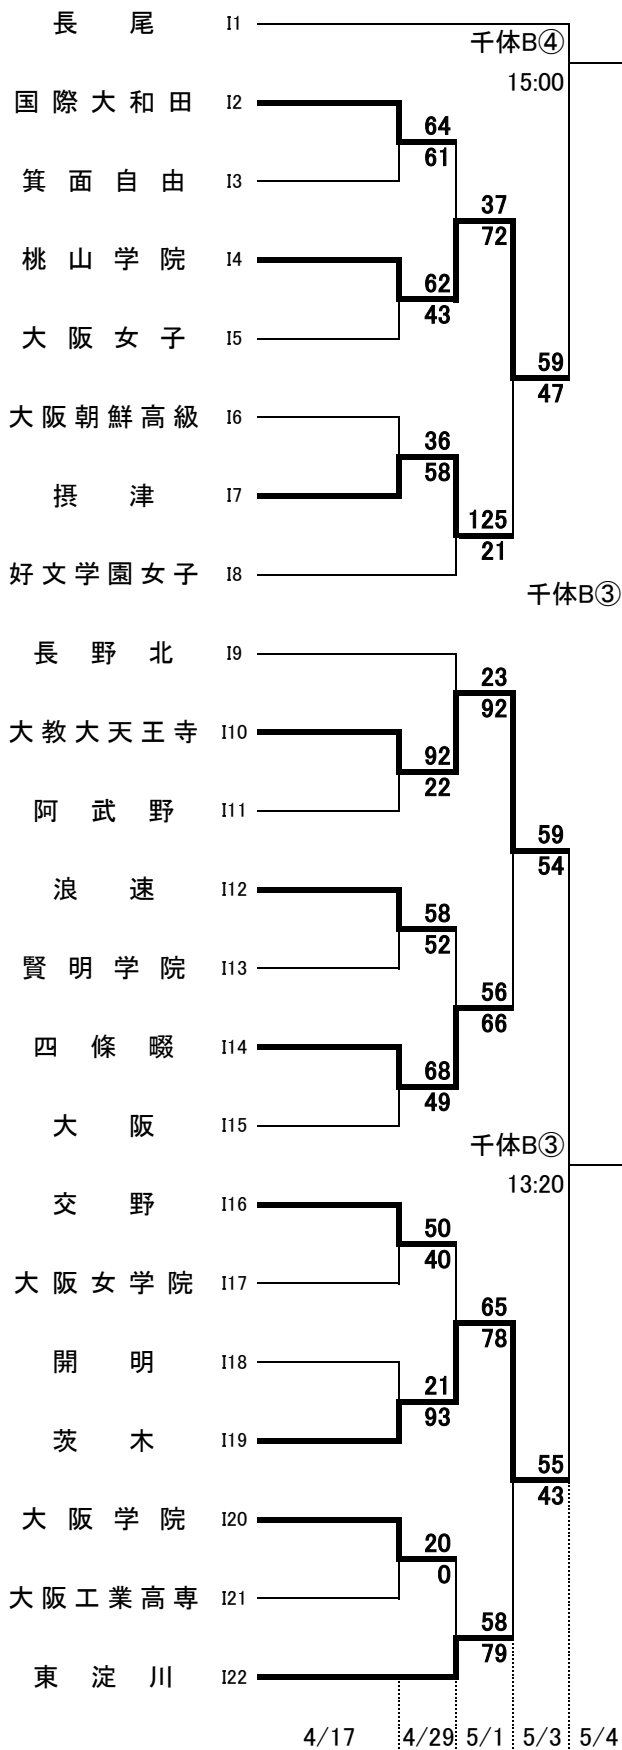 長尾 I1
千体B④
15:00
国際大和田 I2
64
61
箕面自由 I3
37
72
桃山学院 I4
62
43
大阪女子 I5
59
47
大阪朝鮮高級 I6
36
58
摂津 I7
125
21
好文学園女子 I8
千体B③
長野北 I9
23
92
大教大天王寺 I10
92
22
阿武野 I11
59
54
浪速 I12
58
52
賢明学院 I13
56
66
四條畷 I14
68
49
大阪 I15
千体B③
13:20
交野 I16
50
40
大阪女学院 I17
65
78
開明 I18
21
93
茨木 I19
55
43
大阪学院 I20
20
0
大阪工業高専 I21
58
79
東淀川 I22
4/17 4/29 5/1 5/3 5/4